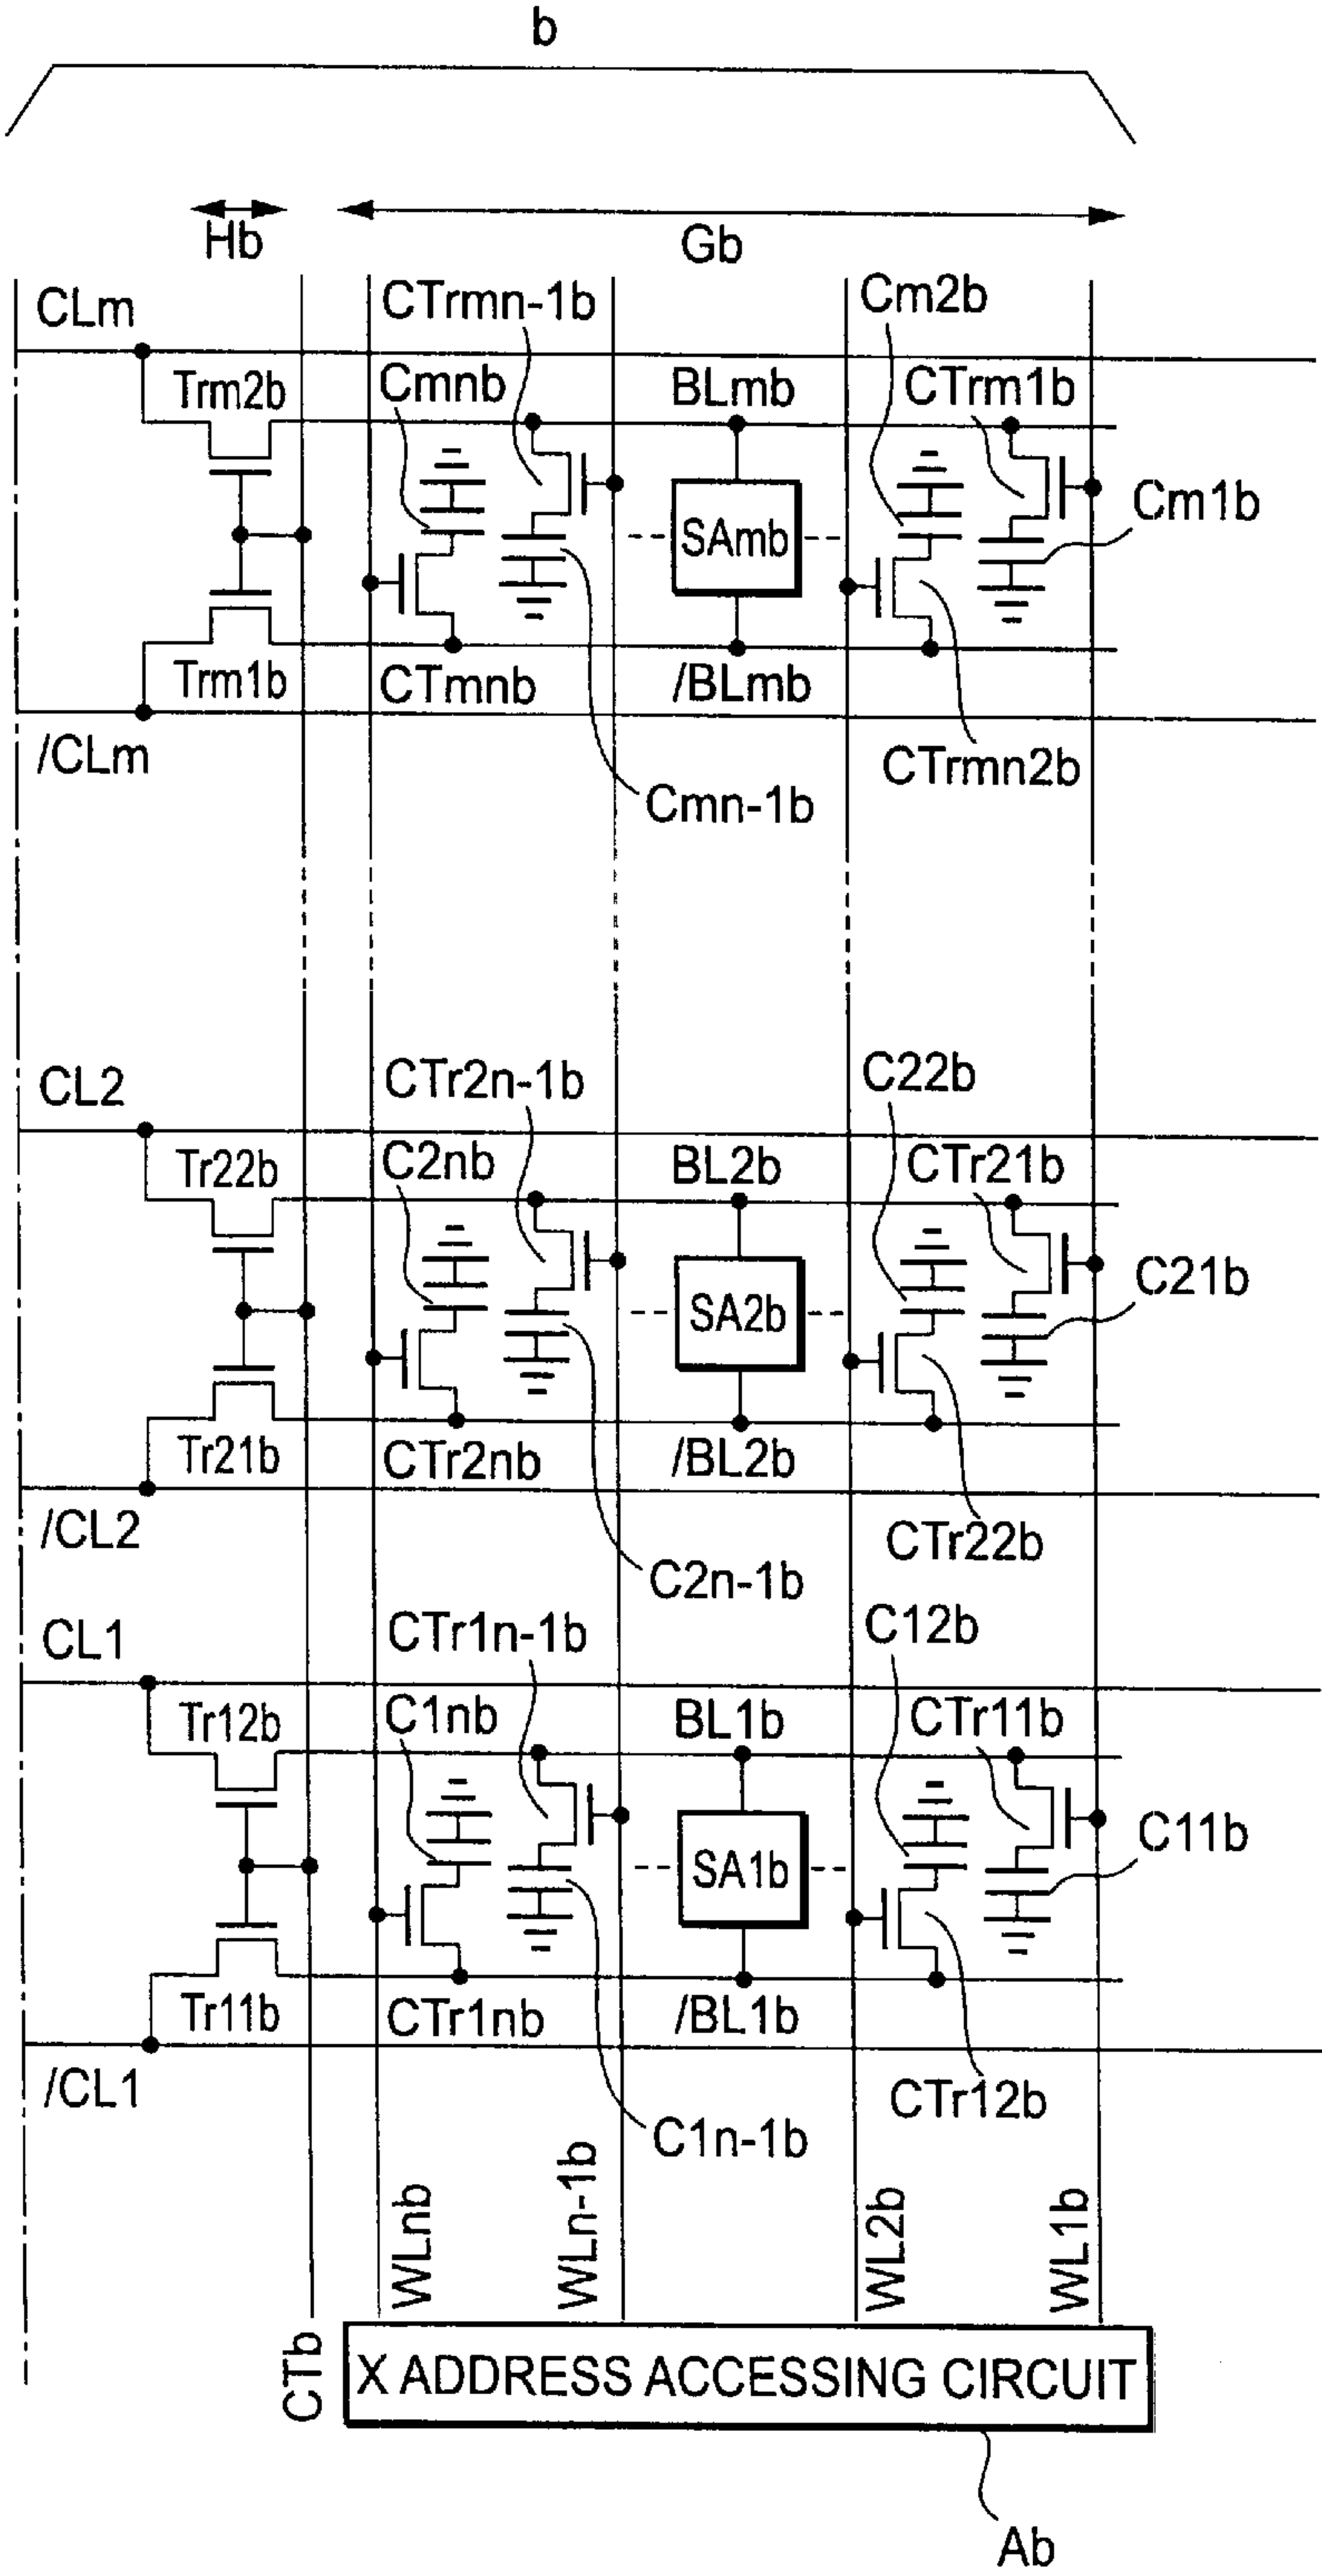 b
Hb
Gb
CLm
CTrmn-1b
Cm2b
Trm2b
Cmnb
BLmb
CTrm1b
SAmb
Cm1b
Trm1b
CTmnb
/BLmb
/CLm
CTrmn2b
Cmn-1b
CL2
CTr2n-1b
C22b
Tr22b
C2nb
BL2b
CTr21b
SA2b
C21b
Tr21b
CTr2nb
/BL2b
/CL2
CTr22b
C2n-1b
CL1
CTr1n-1b
C12b
Tr12b
C1nb
BL1b
CTr11b
SA1b
C11b
Tr11b
CTr1nb
/BL1b
/CL1
CTr12b
C1n-1b
CTb
WLnb
WLn-1b
WL2b
WL1b
X ADDRESS ACCESSING CIRCUIT
Ab